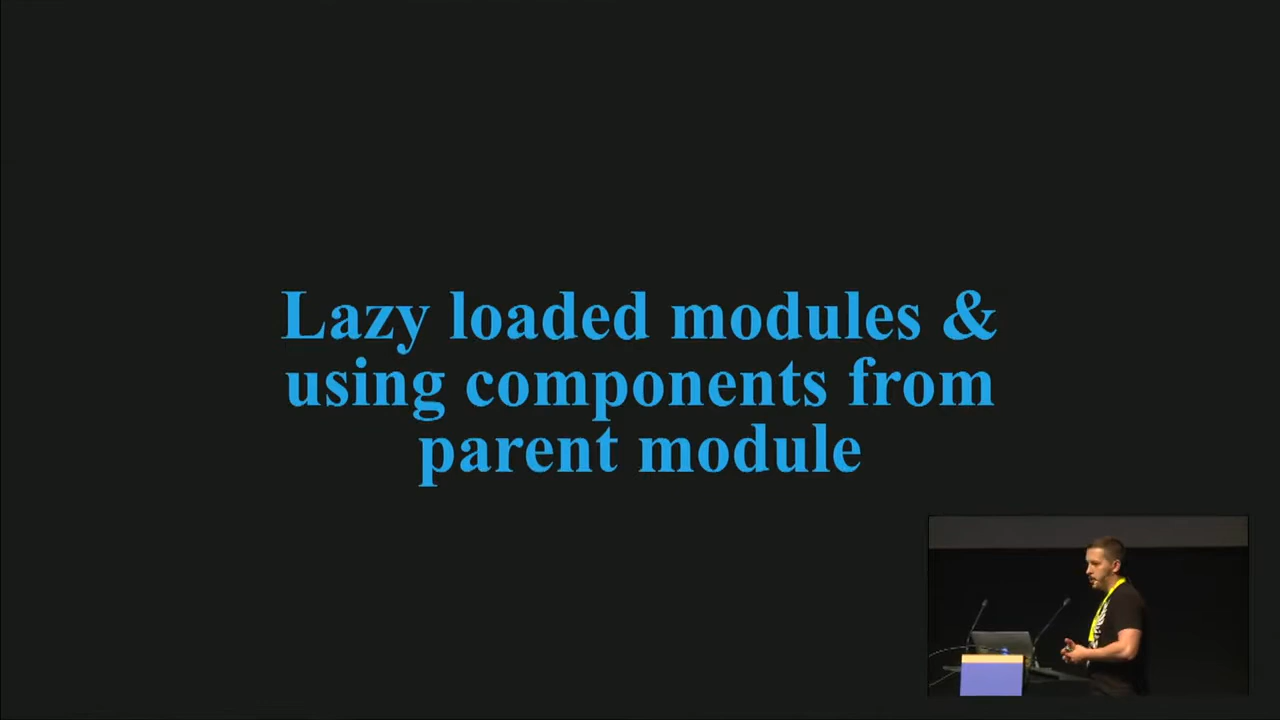 Lazy loaded modules &
using components from
parent module